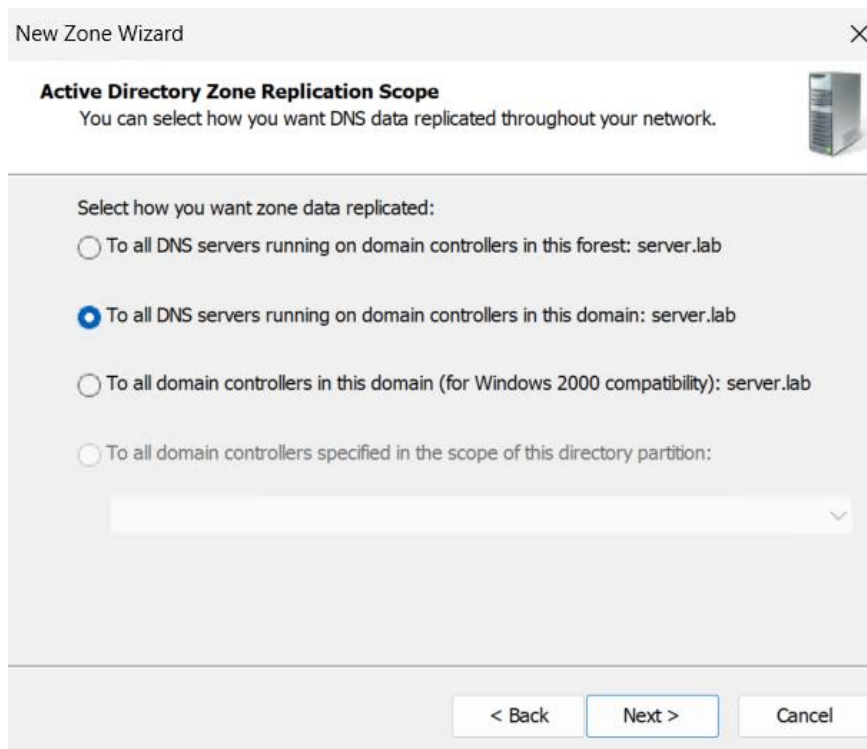 New Zone Wizard
Active Directory Zone Replication Scope
You can select how you want DNS data replicated throughout your network.
Select how you want zone data replicated:
To all DNS servers running on domain controllers in this forest: server.lab
To all DNS servers running on domain controllers in this domain: server.lab
To all domain controllers in this domain (for Windows 2000 compatibility): server.lab
To all domain controllers specified in the scope of this directory partition:
< Back Next > Cancel